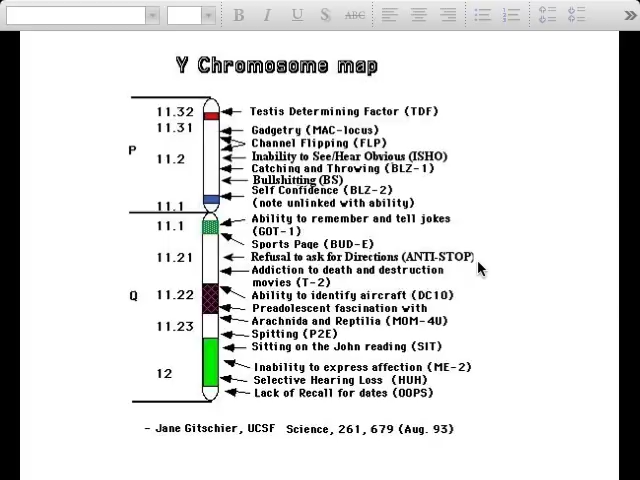 B I U S ABC
Y Chromosome map
11.32 Testis Determining Factor (TDF)
11.31 Gadgetry (MAC-locus)
Channel Flipping (FLP)
P
11.2 Inability to See/Hear Obvious (ISHO)
Catching and Throwing (BLZ-1)
Bullshitting (BS)
Self Confidence (BLZ-2)
11.1 (note unlinked with ability)
11.1 Ability to remember and tell jokes
(GOT-1)
Sports Page (BUD-E)
11.21 Refusal to ask for Directions (ANTI-STOP)
Addiction to death and destruction
movies (T-2)
Q 11.22 Ability to identify aircraft (DC10)
Preadolescent fascination with
11.23 Arachnida and Reptilia (MOM-4U)
Spitting (P2E)
Sitting on the John reading (SIT)
Inability to express affection (ME-2)
12 Selective Hearing Loss (HUH)
Lack of Recall for dates (OOPS)
- Jane Gitschier, UCSF Science, 261, 679 (Aug. 93)